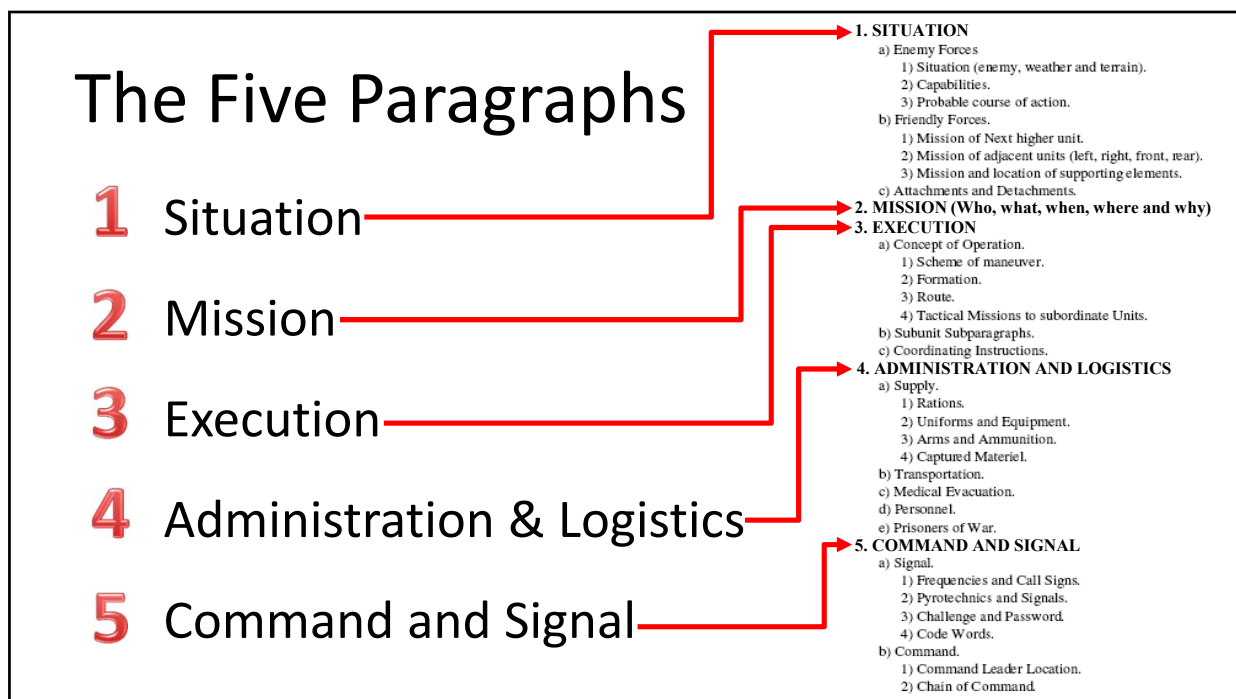 The Five Paragraphs
1 Situation
2 Mission
3 Execution
4 Administration & Logistics
5 Command and Signal
1. SITUATION
a) Enemy Forces
1) Situation (enemy, weather and terrain).
2) Capabilities.
3) Probable course of action.
b) Friendly Forces.
1) Mission of Next higher unit.
2) Mission of adjacent units (left, right, front, rear).
3) Mission and location of supporting elements.
c) Attachments and Detachments.
2. MISSION (Who, what, when, where and why)
3. EXECUTION
a) Concept of Operation.
1) Scheme of maneuver.
2) Formation.
3) Route.
4) Tactical Missions to subordinate Units.
b) Subunit Subparagraphs.
c) Coordinating Instructions.
4. ADMINISTRATION AND LOGISTICS
a) Supply.
1) Rations.
2) Uniforms and Equipment.
3) Arms and Ammunition.
4) Captured Materiel.
b) Transportation.
c) Medical Evacuation.
d) Personnel.
e) Prisoners of War.
5. COMMAND AND SIGNAL
a) Signal.
1) Frequencies and Call Signs.
2) Pyrotechnics and Signals.
3) Challenge and Password.
4) Code Words.
b) Command.
1) Command Leader Location.
2) Chain of Command.